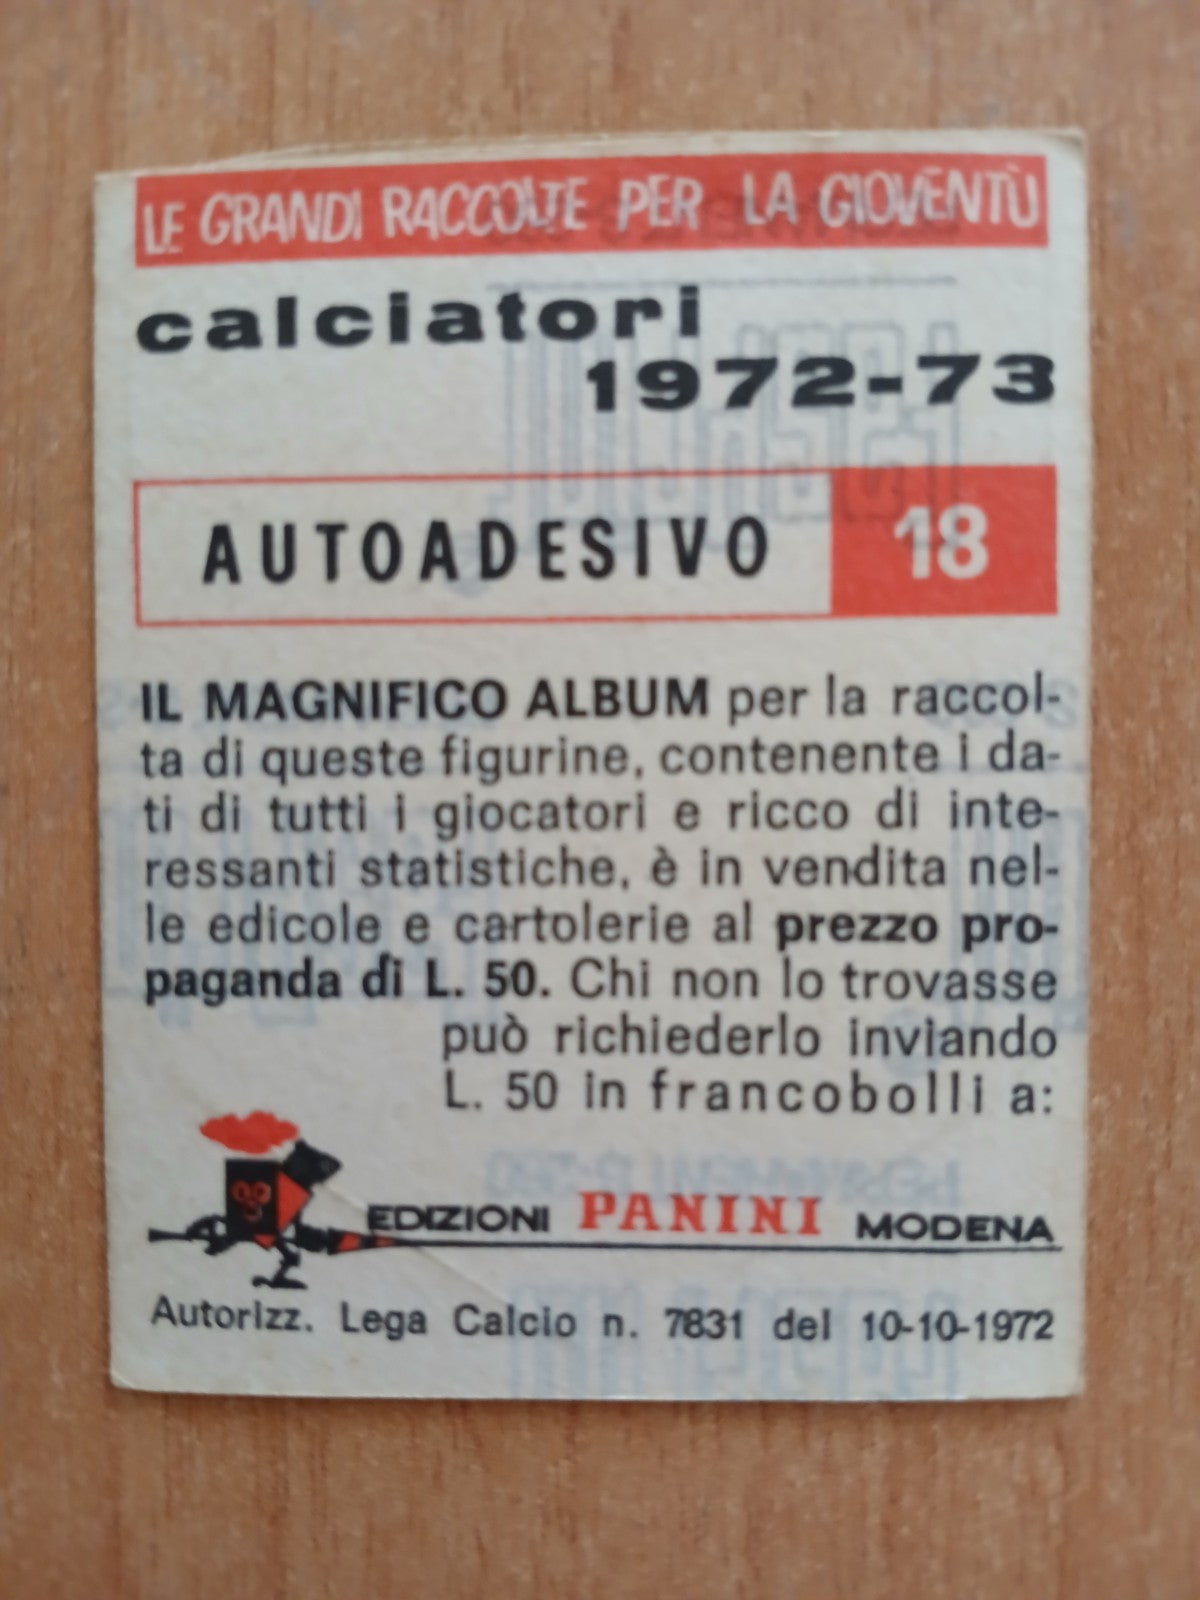 LE GRANDI RACCOLTE PER LA GIOVENTÙ
calciatori
1972-73
AUTOADESIVO 18
IL MAGNIFICO ALBUM per la raccol-
ta di queste figurine, contenente i da-
ti di tutti i giocatori e ricco di inte-
ressanti statistiche, è in vendita nel-
le edicole e cartolerie al prezzo pro-
paganda di L. 50. Chi non lo trovasse
può richiederlo inviando
L. 50 in francobolli a:
EDIZIONI PANINI MODENA
Autorizz. Lega Calcio n. 7831 del 10-10-1972